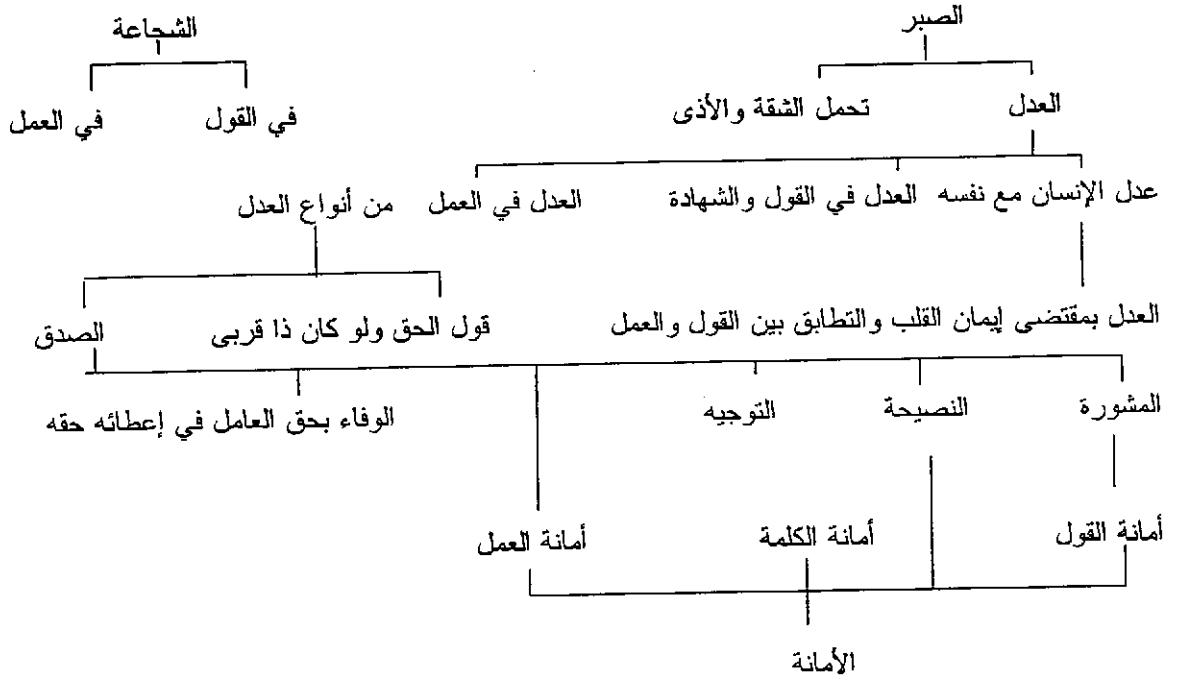 الصبر الشجاعة
العدل تحمل الشقة والأذى في القول في العمل
عدل الإنسان مع نفسه العدل في القول والشهادة العدل في العمل من أنواع العدل
العدل بمقتضى إيمان القلب والتطابق بين القول والعمل قول الحق ولو كان ذا قربى الصدق
المشورة النصيحة التوجيه الوفاء بحق العامل في إعطائه حقه
أمانة القول أمانة الكلمة أمانة العمل
الأمانة